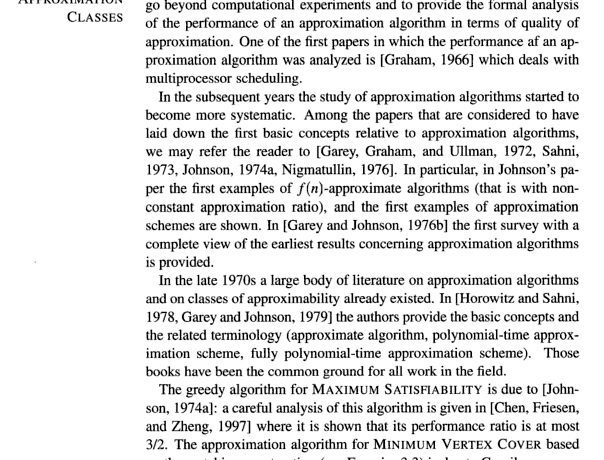 APPROXIMATION
CLASSES
go beyond computational experiments and to provide the formal analysis
of the performance of an approximation algorithm in terms of quality of
approximation. One of the first papers in which the performance af an ap-
proximation algorithm was analyzed is [Graham, 1966] which deals with
multiprocessor scheduling.
In the subsequent years the study of approximation algorithms started to
become more systematic. Among the papers that are considered to have
laid down the first basic concepts relative to approximation algorithms,
we may refer the reader to [Garey, Graham, and Ullman, 1972, Sahni,
1973, Johnson, 1974a, Nigmatullin, 1976]. In particular, in Johnson's pa-
per the first examples of f(n)-approximate algorithms (that is with non-
constant approximation ratio), and the first examples of approximation
schemes are shown. In [Garey and Johnson, 1976b] the first survey with a
complete view of the earliest results concerning approximation algorithms
is provided.
In the late 1970s a large body of literature on approximation algorithms
and on classes of approximability already existed. In [Horowitz and Sahni,
1978, Garey and Johnson, 1979] the authors provide the basic concepts and
the related terminology (approximate algorithm, polynomial-time approx-
imation scheme, fully polynomial-time approximation scheme). Those
books have been the common ground for all work in the field.
The greedy algorithm for MAXIMUM SATISFIABILITY is due to [John-
son, 1974a]: a careful analysis of this algorithm is given in [Chen, Friesen,
and Zheng, 1997] where it is shown that its performance ratio is at most
3/2. The approximation algorithm for MINIMUM VERTEX COVER based